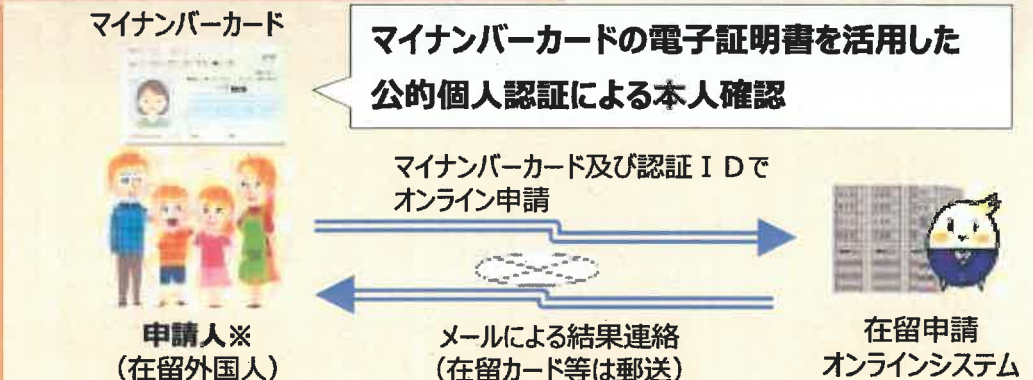 マイナンバーカード
マイナンバーカードの電子証明書を活用した
公的個人認証による本人確認
マイナンバーカード及び認証ＩＤで
オンライン申請
申請人※
（在留外国人）
メールによる結果連絡
（在留カード等は郵送）
在留申請
オンラインシステム